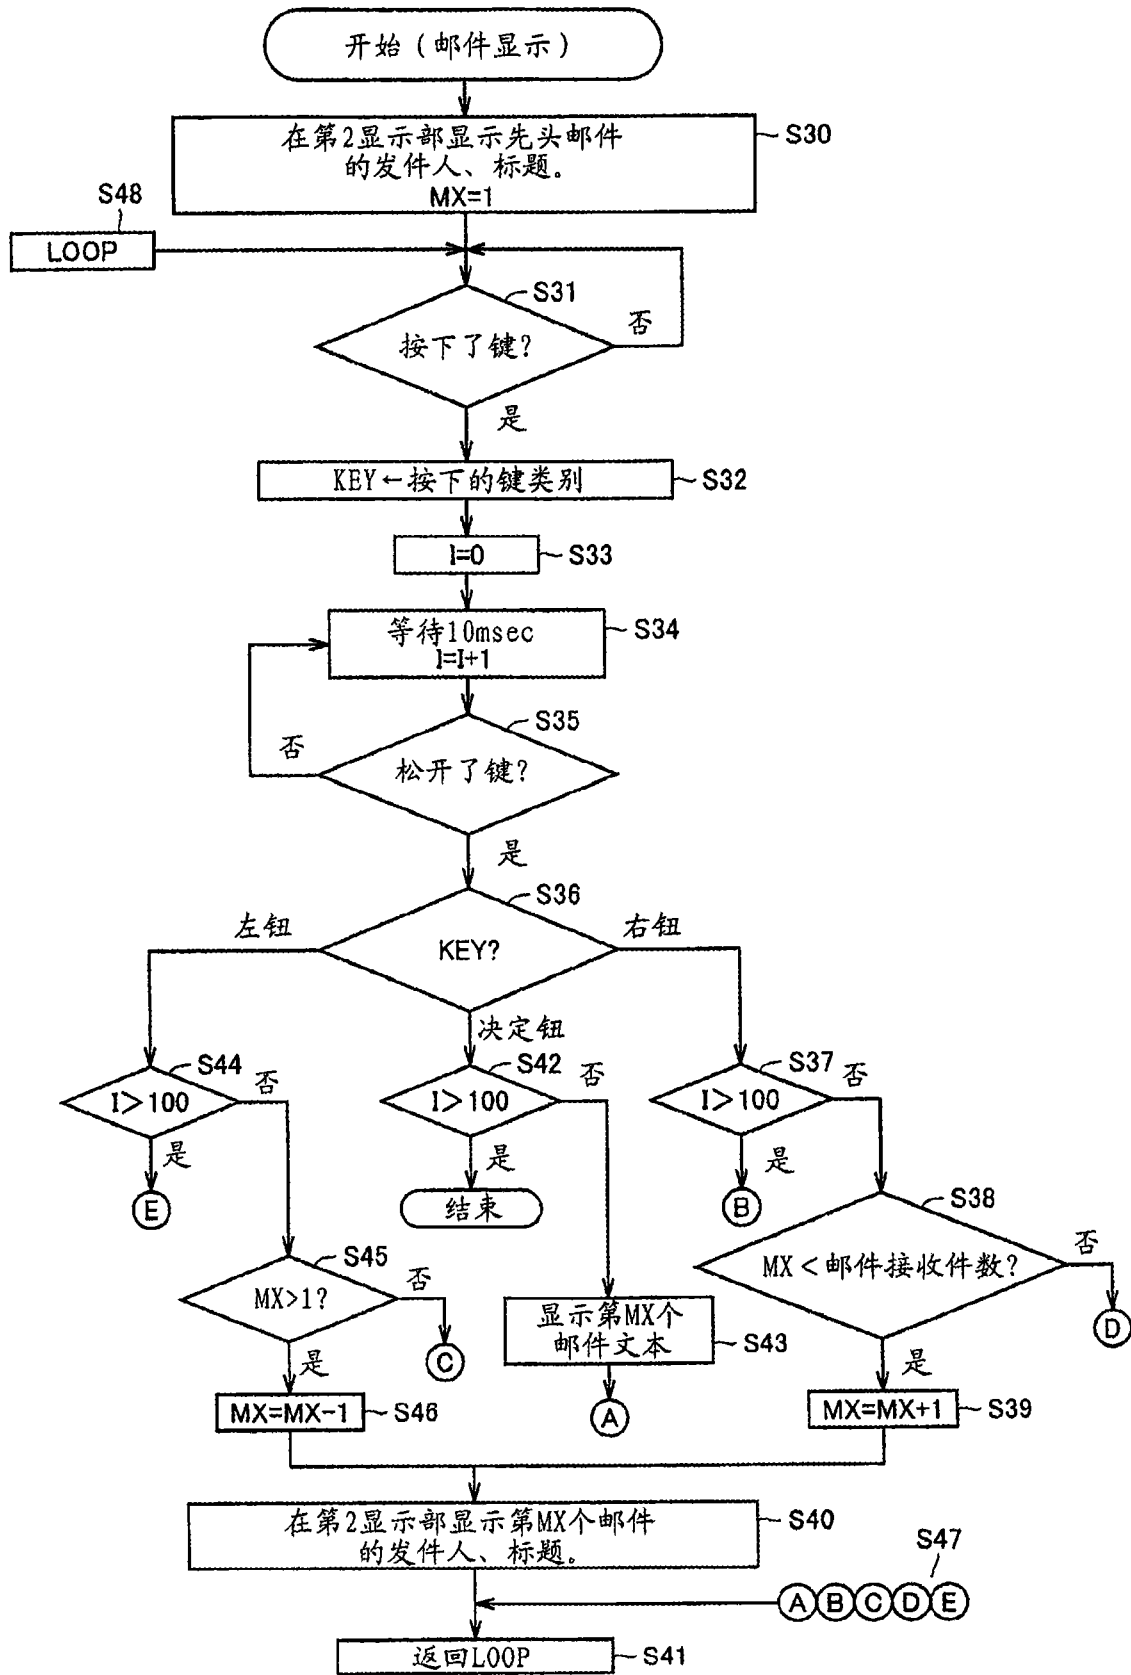 开始（邮件显示）
在第2显示部显示先头邮件
的发件人、标题。
MX=1
S30
S48
LOOP
S31
按下了键？
否
是
KEY←按下的键类别
S32
I=0
S33
等待10msec
I=I+1
S34
S35
否
松开了键？
是
S36
左钮
KEY?
右钮
决定钮
S44
I＞100
否
是
E
S42
I＞100
否
是
结束
S37
I＞100
否
是
B
S38
MX＜邮件接收件数？
否
D
是
S45
MX>1?
否
C
是
显示第MX个
邮件文本
S43
A
MX=MX-1
S46
MX=MX+1
S39
在第2显示部显示第MX个邮件
的发件人、标题。
S40
S47
A B C D E
返回LOOP
S41